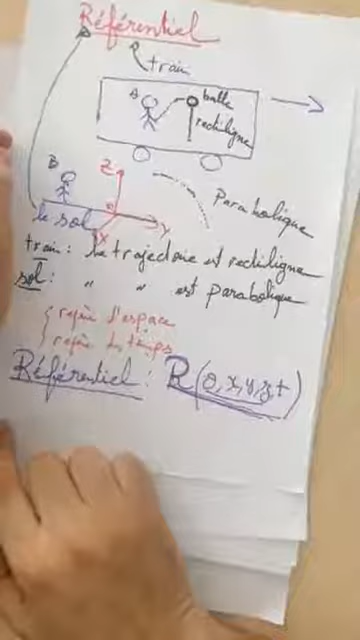 Référentiel
train
A
balle
rectiligne
B
Z
Parabolique
le sol
O
Y
X
train : la trajectoire est rectiligne
sol : " " est parabolique
{ repère d'espace
repère de temps
Référentiel : R(o, x, y, z, t)